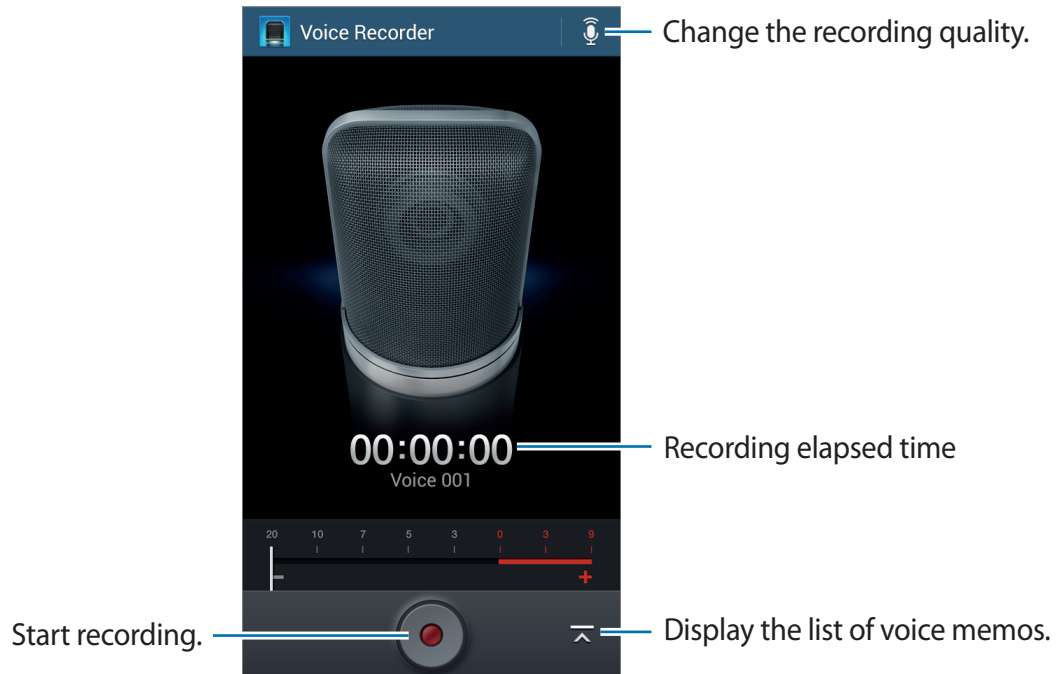 Voice Recorder
Change the recording quality.
00:00:00
Recording elapsed time
Voice 001
20 10 7 5 3 0 3 9
- +
Start recording.
Display the list of voice memos.